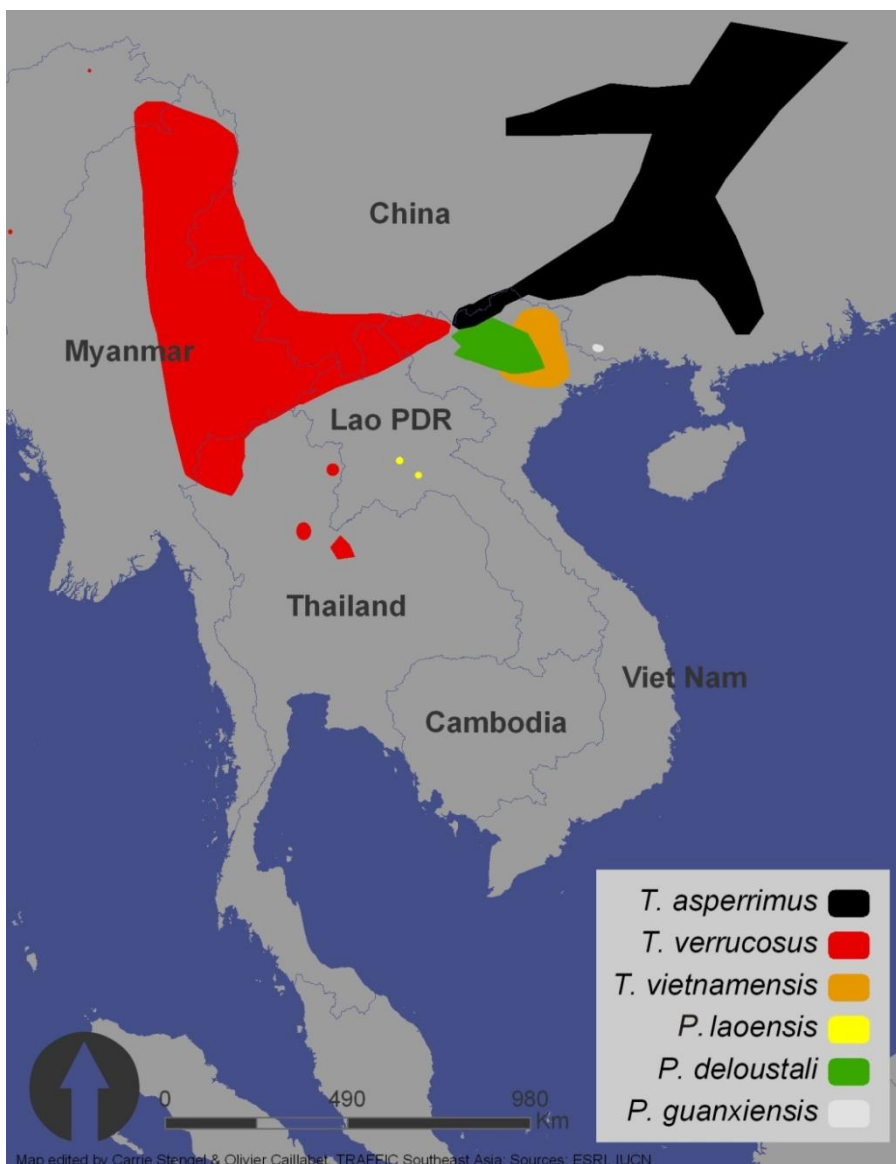 China
Myanmar
Lao PDR
Thailand
Viet Nam
Cambodia
T. asperrimus
T. verrucosus
T. vietnamensis
P. laoensis
P. deloustali
P. guanxiensis
0 490 980
Km
Map edited by Carrie Stengel & Olivier Caillabet, TRAFFIC Southeast Asia; Sources: ESRI, IUCN